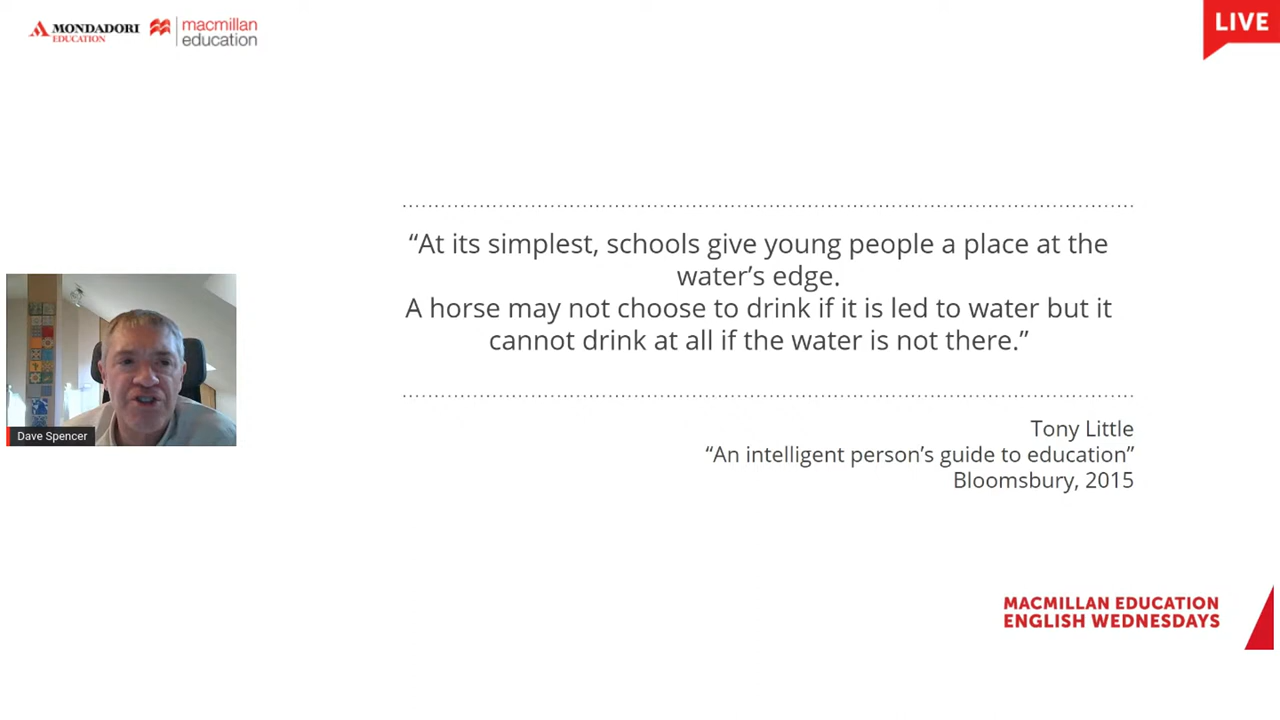 MONDADORI
EDUCATION
macmillan
education
LIVE
“At its simplest, schools give young people a place at the
water’s edge.
A horse may not choose to drink if it is led to water but it
cannot drink at all if the water is not there.”
Dave Spencer
Tony Little
“An intelligent person’s guide to education”
Bloomsbury, 2015
MACMILLAN EDUCATION
ENGLISH WEDNESDAYS